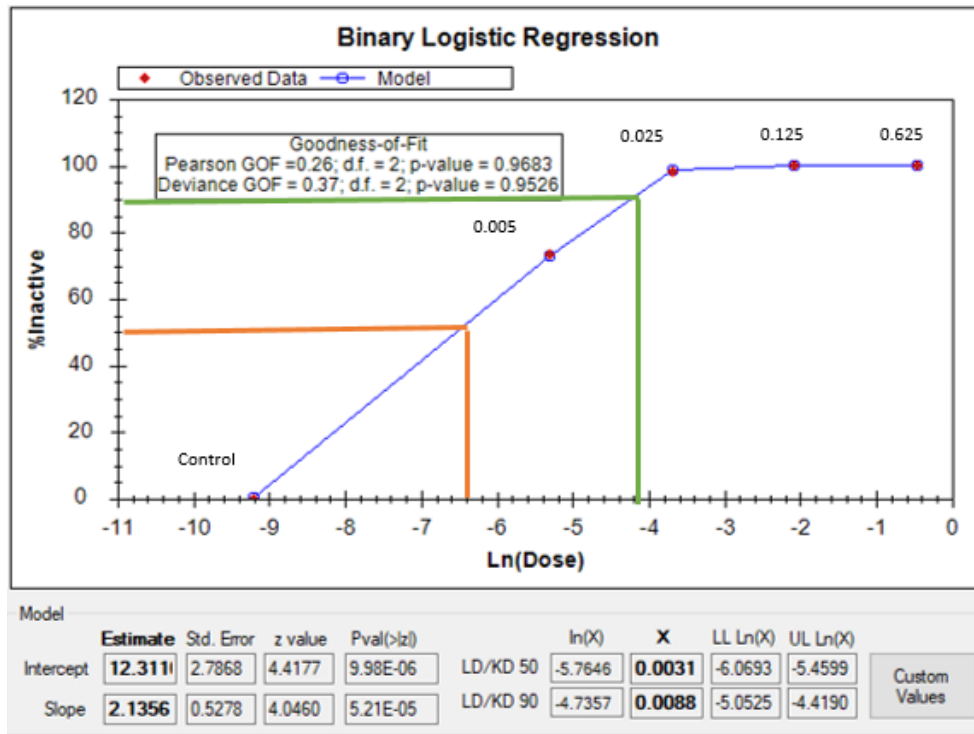 Binary Logistic Regression
Observed Data Model
120
100
80
60
40
20
0
%Inactive
Goodness-of-Fit
Pearson GOF =0.26; d.f. = 2; p-value = 0.9683
Deviance GOF = 0.37; d.f. = 2; p-value = 0.9526
0.025 0.125 0.625
0.005
Control
-11 -10 -9 -8 -7 -6 -5 -4 -3 -2 -1 0
Ln(Dose)
Model
Estimate Std. Error z value Pval(>|z|) ln(X) X LL Ln(X) UL Ln(X)
Intercept 12.311 2.7868 4.4177 9.98E-06 LD/KD 50 -5.7646 0.0031 -6.0693 -5.4599
Slope 2.1356 0.5278 4.0460 5.21E-05 LD/KD 90 -4.7357 0.0088 -5.0525 -4.4190
Custom
Values